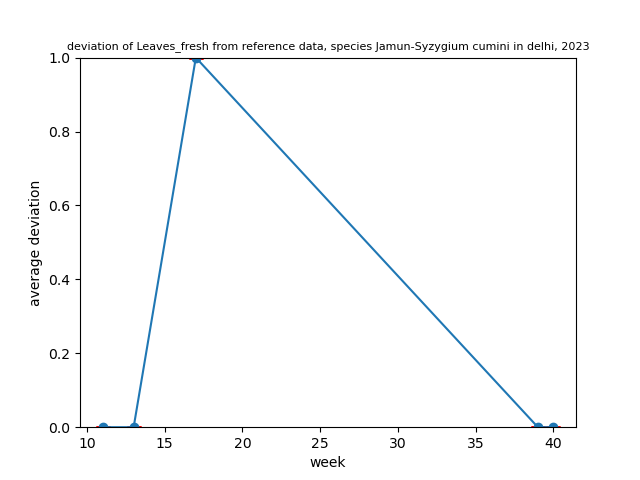 deviation of Leaves_fresh from reference data, species Jamun-Syzygium cumini in delhi, 2023
1.0
0.8
0.6
0.4
0.2
0.0
average deviation
10 15 20 25 30 35 40
week